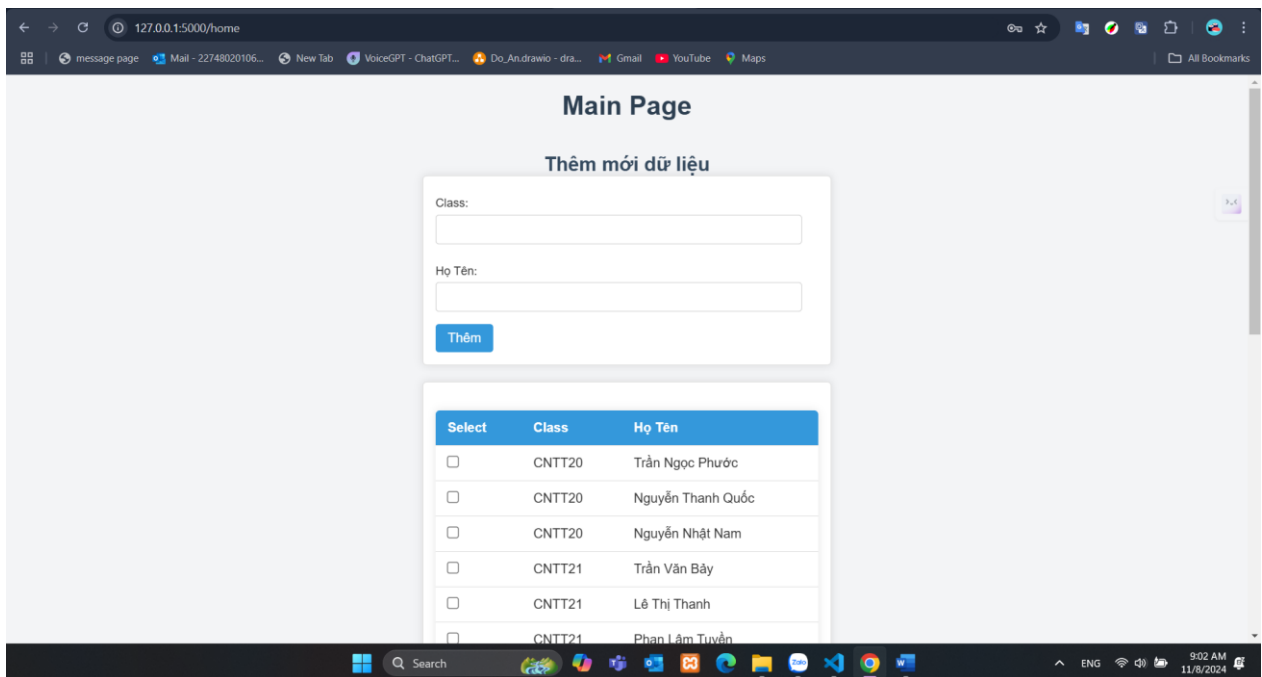 127.0.0.1:5000/home
message page Mail - 22748020106... New Tab VoiceGPT - ChatGPT... Do_An.drawio - dra... Gmail YouTube Maps All Bookmarks
Main Page
Thêm mới dữ liệu
Class:
Họ Tên:
Thêm
Select Class Họ Tên
CNTT20 Trần Ngọc Phước
CNTT20 Nguyễn Thanh Quốc
CNTT20 Nguyễn Nhật Nam
CNTT21 Trần Văn Bảy
CNTT21 Lê Thị Thanh
CNTT21 Phan Lâm Tuyền
Search Zalo ENG 9:02 AM
11/8/2024